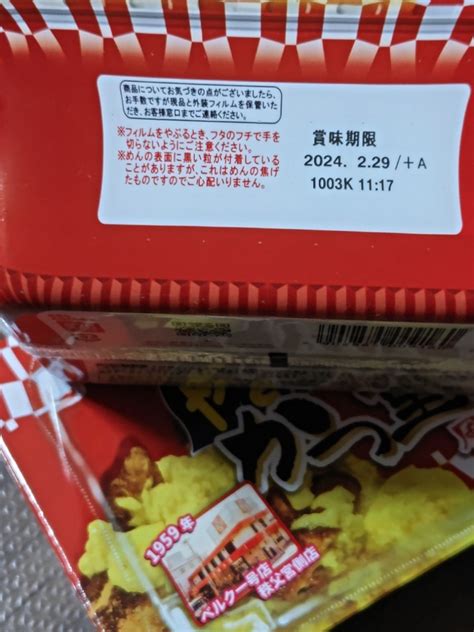 商品についてお気づきの点がございましたら、
お手数ですが現品と外装フィルムを保管いた
だき、お客様窓口までご連絡ください。
※フィルムをやぶるとき、フタのフチで手を
切らないようにご注意ください。
※めんの表面に黒い粒が付着している
ことがありますが、これはめんの焦げ
たものですのでご心配いりません。
賞味期限
2024. 2.29/+A
1003K 11:17
1959年
ベルク一号店
秩父宮側店